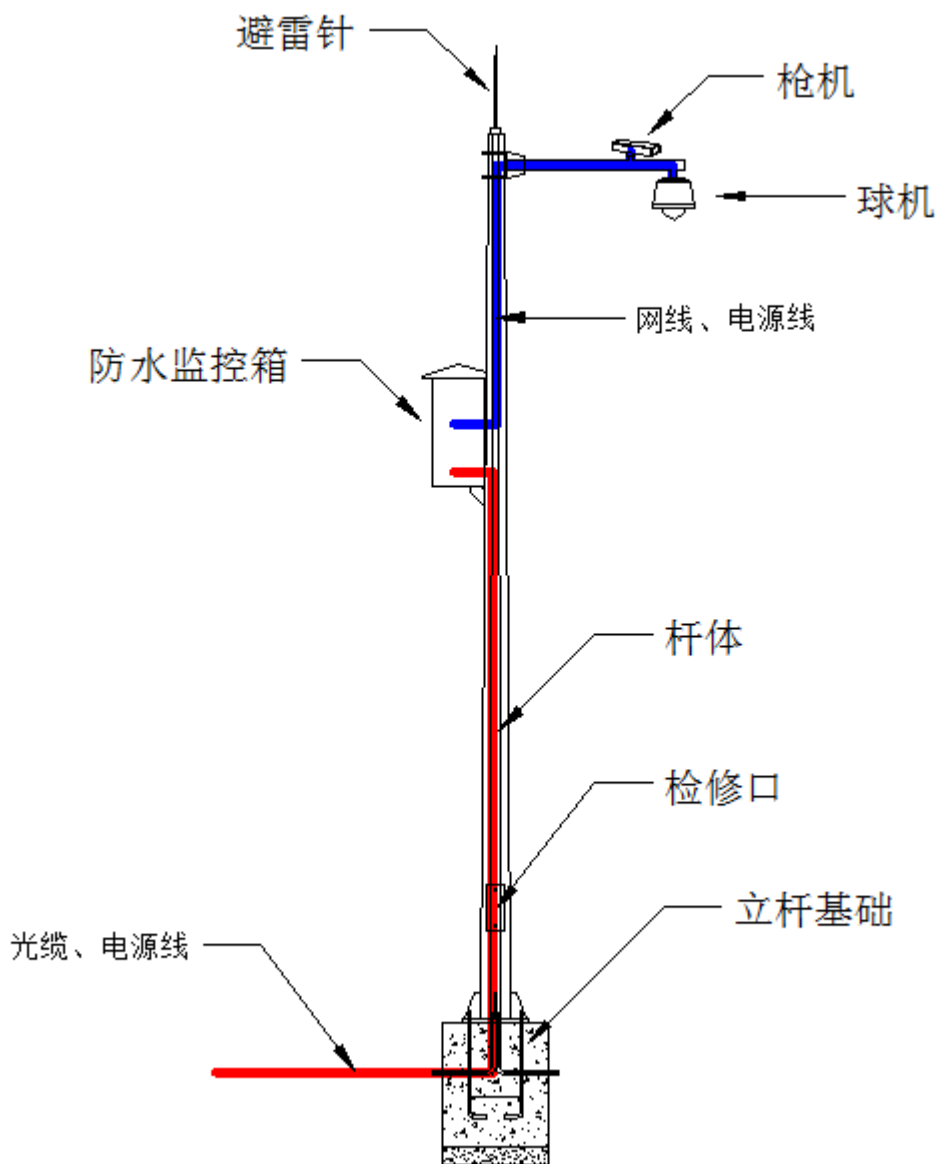 避雷针
枪机
球机
网线、电源线
防水监控箱
杆体
检修口
立杆基础
光缆、电源线